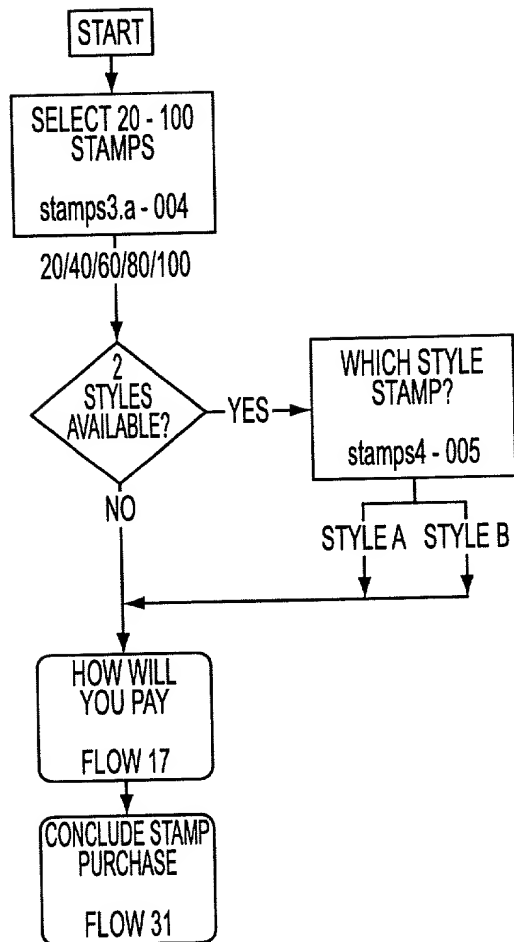 START
SELECT 20 - 100
STAMPS
stamps3.a - 004
20/40/60/80/100
2
STYLES
AVAILABLE?
YES
WHICH STYLE
STAMP?
stamps4 - 005
NO
STYLE A
STYLE B
HOW WILL
YOU PAY
FLOW 17
CONCLUDE STAMP
PURCHASE
FLOW 31